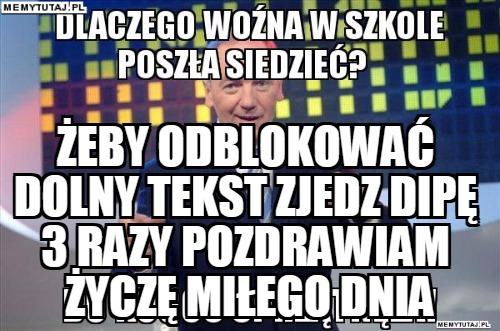 MEMYTUTAJ.PL
DLACZEGO WOŹNA W SZKOLE
POSZŁA SIEDZIEĆ?
ŻEBY ODBLOKOWAĆ
DOLNY TEKST ZJEDZ DIPĘ
3 RAZY POZDRAWIAM
ŻYCZĘ MIŁEGO DNIA
MEMYTUTAJ.PL